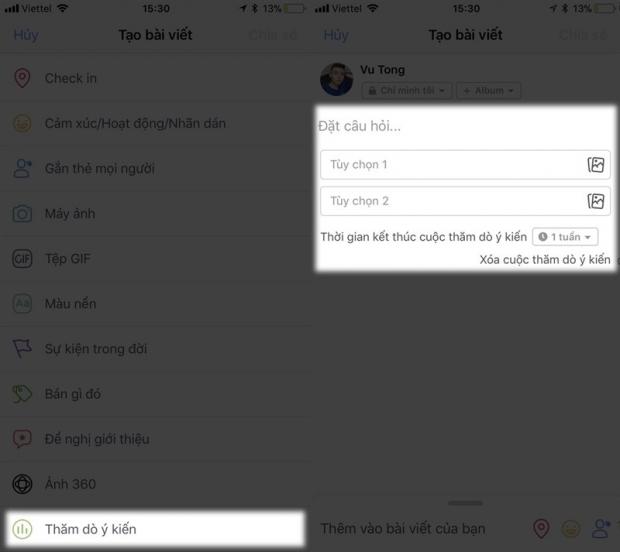 Viettel 15:30 13%
Hủy Tạo bài viết Chia sẻ
Check in
Cảm xúc/Hoạt động/Nhãn dán
Gắn thẻ mọi người
Máy ảnh
GIF Tệp GIF
Aa Màu nền
Sự kiện trong đời
Bán gì đó
Đề nghị giới thiệu
Ảnh 360
Thăm dò ý kiến
Viettel 15:30 13%
Hủy Tạo bài viết Chia sẻ
Vu Tong
Chỉ mình tôi + Album
Đặt câu hỏi...
Tùy chọn 1
Tùy chọn 2
Thời gian kết thúc cuộc thăm dò ý kiến 1 tuần
Xóa cuộc thăm dò ý kiến
Thêm vào bài viết của bạn